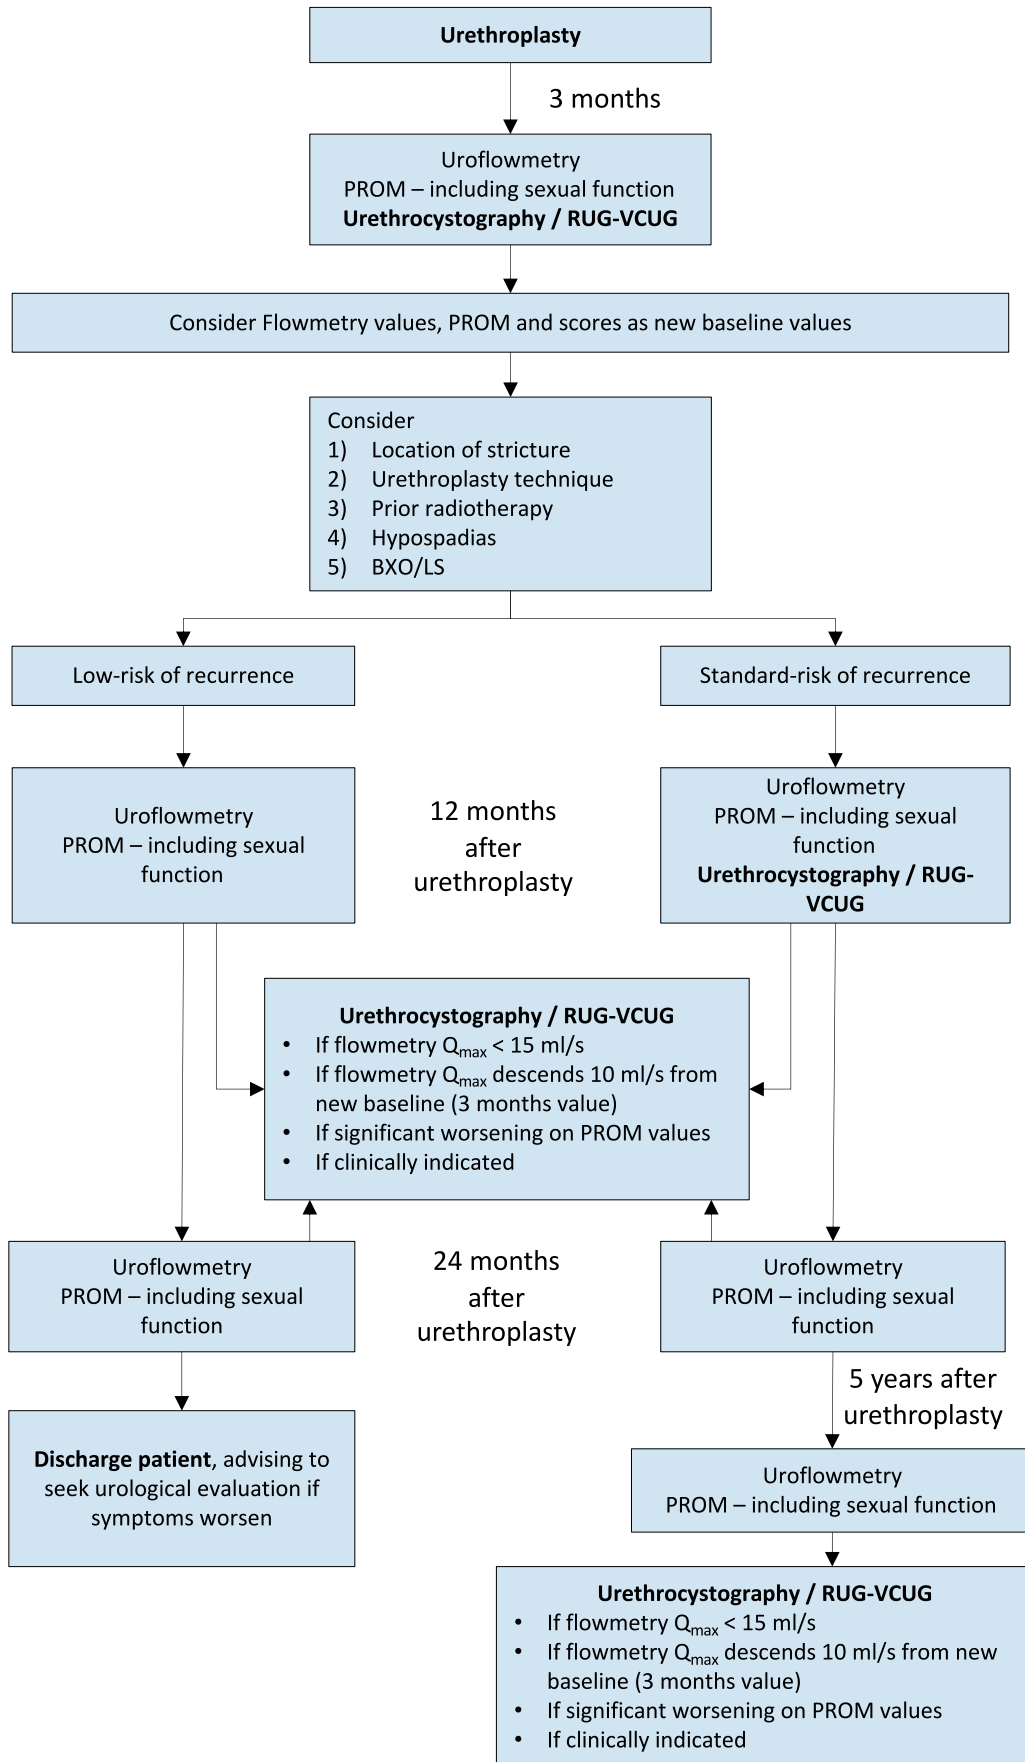 Urethroplasty
3 months
Uroflowmetry
PROM – including sexual function
Urethrocystography / RUG-VCUG
Consider Flowmetry values, PROM and scores as new baseline values
Consider
1) Location of stricture
2) Urethroplasty technique
3) Prior radiotherapy
4) Hypospadias
5) BXO/LS
Low-risk of recurrence
Standard-risk of recurrence
Uroflowmetry
PROM – including sexual
function
12 months
after
urethroplasty
Uroflowmetry
PROM – including sexual
function
Urethrocystography / RUG-
VCUG
Urethrocystography / RUG-VCUG
• If flowmetry Qmax < 15 ml/s
• If flowmetry Qmax descends 10 ml/s from
new baseline (3 months value)
• If significant worsening on PROM values
• If clinically indicated
Uroflowmetry
PROM – including sexual
function
24 months
after
urethroplasty
Uroflowmetry
PROM – including sexual
function
5 years after
urethroplasty
Discharge patient, advising to
seek urological evaluation if
symptoms worsen
Uroflowmetry
PROM – including sexual function
Urethrocystography / RUG-VCUG
• If flowmetry Qmax < 15 ml/s
• If flowmetry Qmax descends 10 ml/s from new
baseline (3 months value)
• If significant worsening on PROM values
• If clinically indicated